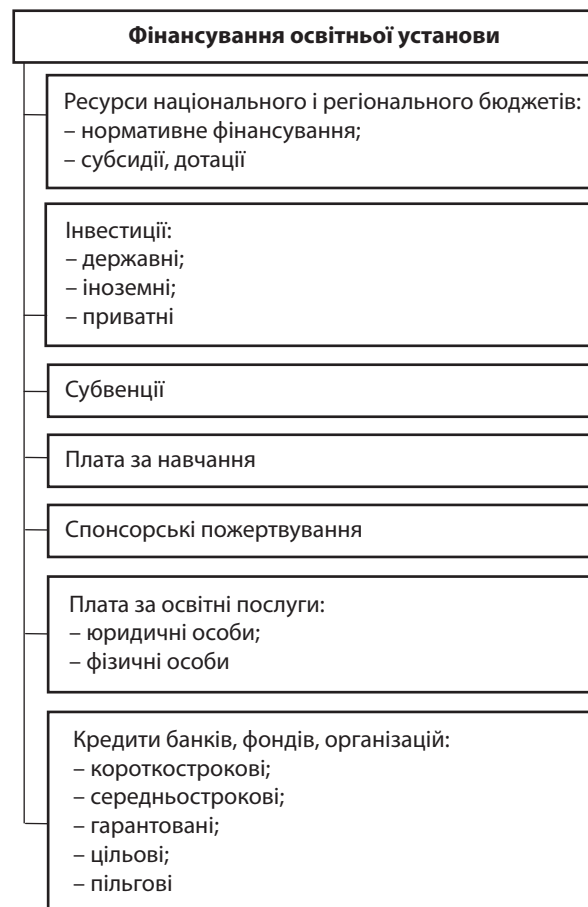 Фінансування освітньої установи
Ресурси національного і регіонального бюджетів:
– нормативне фінансування;
– субсидії, дотації
Інвестиції:
– державні;
– іноземні;
– приватні
Субвенції
Плата за навчання
Спонсорські пожертвування
Плата за освітні послуги:
– юридичні особи;
– фізичні особи
Кредити банків, фондів, організацій:
– короткострокові;
– середньострокові;
– гарантовані;
– цільові;
– пільгові